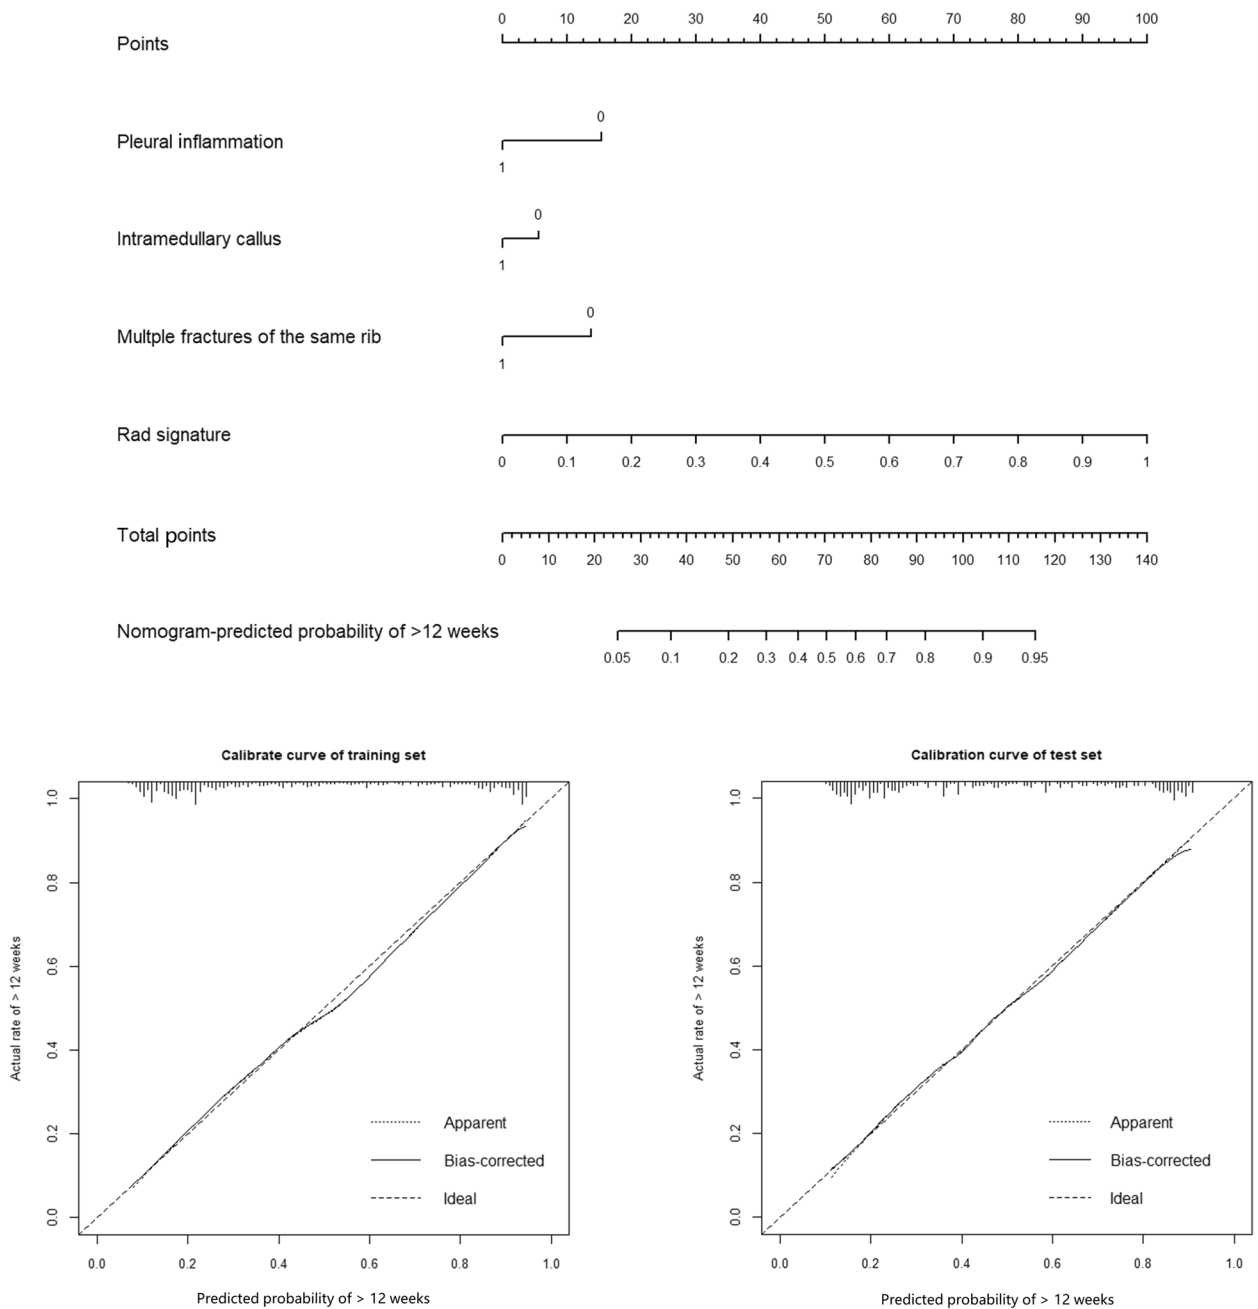 0 10 20 30 40 50 60 70 80 90 100
Points
0
Pleural inflammation
1
0
Intramedullary callus
1
0
Multple fractures of the same rib
1
Rad signature
0 0.1 0.2 0.3 0.4 0.5 0.6 0.7 0.8 0.9 1
Total points
0 10 20 30 40 50 60 70 80 90 100 110 120 130 140
Nomogram-predicted probability of >12 weeks
0.05 0.1 0.2 0.3 0.4 0.5 0.6 0.7 0.8 0.9 0.95
Calibrate curve of training set
Actual rate of > 12 weeks
1.0
0.8
0.6
0.4
0.2
0.0
Apparent
Bias-corrected
Ideal
0.0 0.2 0.4 0.6 0.8 1.0
Predicted probability of > 12 weeks
Calibration curve of test set
Actual rate of > 12 weeks
1.0
0.8
0.6
0.4
0.2
0.0
Apparent
Bias-corrected
Ideal
0.0 0.2 0.4 0.6 0.8 1.0
Predicted probability of > 12 weeks